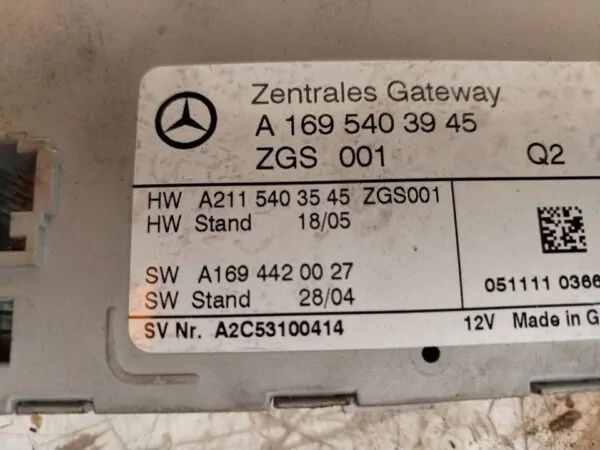 Zentrales Gateway
A 169 540 39 45
ZGS 001 Q2
HW A211 540 35 45 ZGS001
HW Stand 18/05
SW A169 442 00 27
SW Stand 28/04
051111 0366
SV Nr. A2C53100414
12V Made in G